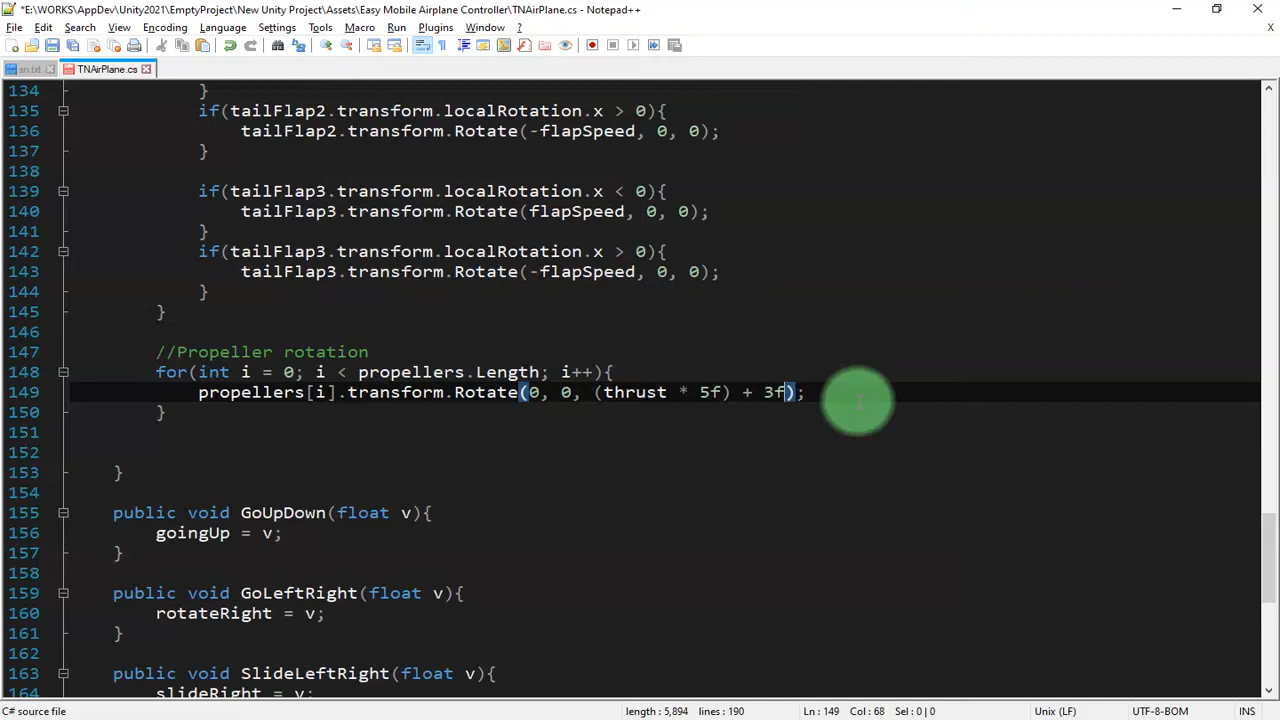 *E:\WORKS\AppDev\Unity2021\EmptyProject\New Unity Project\Assets\Easy Mobile Airplane Controller\TNAirPlane.cs - Notepad++
File Edit Search View Encoding Language Settings Tools Macro Run Plugins Window ? X
sn.txt TNAirPlane.cs
134 }
135 if(tailFlap2.transform.localRotation.x > 0){
136 tailFlap2.transform.Rotate(-flapSpeed, 0, 0);
137 }
138
139 if(tailFlap3.transform.localRotation.x < 0){
140 tailFlap3.transform.Rotate(flapSpeed, 0, 0);
141 }
142 if(tailFlap3.transform.localRotation.x > 0){
143 tailFlap3.transform.Rotate(-flapSpeed, 0, 0);
144 }
145 }
146
147 //Propeller rotation
148 for(int i = 0; i < propellers.Length; i++){
149 propellers[i].transform.Rotate(0, 0, (thrust * 5f) + 3f);
150 }
151
152
153 }
154
155 public void GoUpDown(float v){
156 goingUp = v;
157 }
158
159 public void GoLeftRight(float v){
160 rotateRight = v;
161 }
162
163 public void SlideLeftRight(float v){
164 slideRight = v;
C# source file length : 5,894 lines : 190 Ln : 149 Col : 68 Sel : 0 | 0 Unix (LF) UTF-8-BOM INS